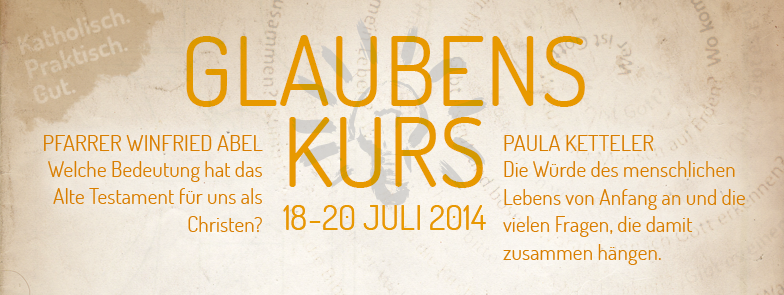 Katholisch.
Praktisch.
Gut.
GLAUBENS
KURS
18-20 JULI 2014
PFARRER WINFRIED ABEL
Welche Bedeutung hat das
Alte Testament für uns als
Christen?
PAULA KETTELER
Die Würde des menschlichen
Lebens von Anfang an und die
vielen Fragen, die damit
zusammen hängen.